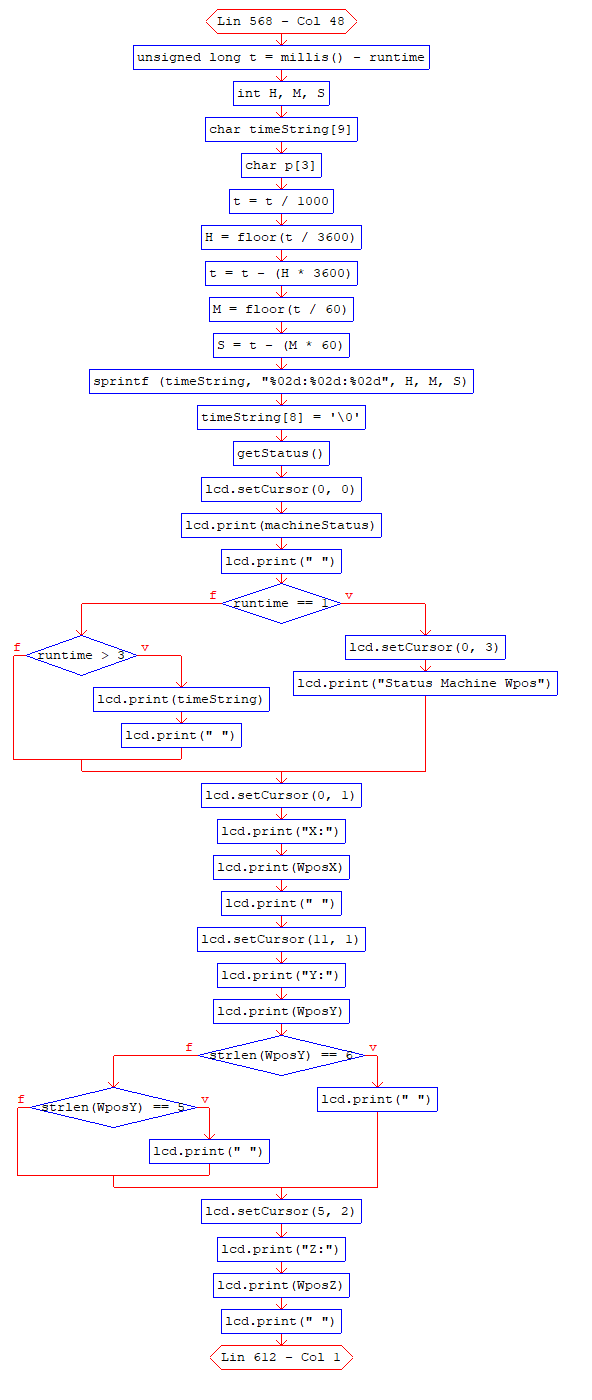 Lin 568 - Col 48
unsigned long t = millis() - runtime
int H, M, S
char timeString[9]
char p[3]
t = t / 1000
H = floor(t / 3600)
t = t - (H * 3600)
M = floor(t / 60)
S = t - (M * 60)
sprintf (timeString, "%02d:%02d:%02d", H, M, S)
timeString[8] = '\0'
getStatus()
lcd.setCursor(0, 0)
lcd.print(machineStatus)
lcd.print(" ")
f
runtime == 1
v
f
runtime > 3
v
lcd.setCursor(0, 3)
lcd.print("Status Machine Wpos")
lcd.print(timeString)
lcd.print(" ")
lcd.setCursor(0, 1)
lcd.print("X:")
lcd.print(WposX)
lcd.print(" ")
lcd.setCursor(11, 1)
lcd.print("Y:")
lcd.print(WposY)
f
strlen(WposY) == 6
v
f
strlen(WposY) == 5
v
lcd.print(" ")
lcd.print(" ")
lcd.setCursor(5, 2)
lcd.print("Z:")
lcd.print(WposZ)
lcd.print(" ")
Lin 612 - Col 1